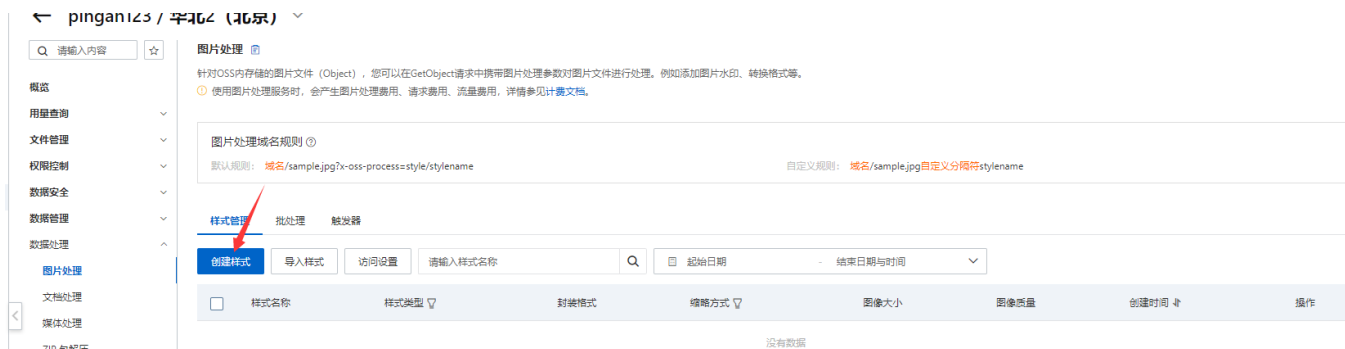 ← pingan123 / 华北2（北京）
请输入内容
概览
用量查询
文件管理
权限控制
数据安全
数据管理
数据处理
图片处理
文档处理
媒体处理
ZIP 包解压
图片处理
针对OSS内存储的图片文件（Object），您可以在GetObject请求中携带图片处理参数对图片文件进行处理。例如添加图片水印、转换格式等。
使用图片处理服务时，会产生图片处理费用、请求费用、流量费用，详情参见计费文档。
图片处理域名规则
默认规则： 域名/sample.jpg?x-oss-process=style/stylename
自定义规则： 域名/sample.jpg自定义分隔符stylename
样式管理 批处理 触发器
创建样式 导入样式 访问设置 请输入样式名称 起始日期 - 结束日期与时间
样式名称 样式类型 封装格式 缩略方式 图像大小 图像质量 创建时间 操作
没有数据